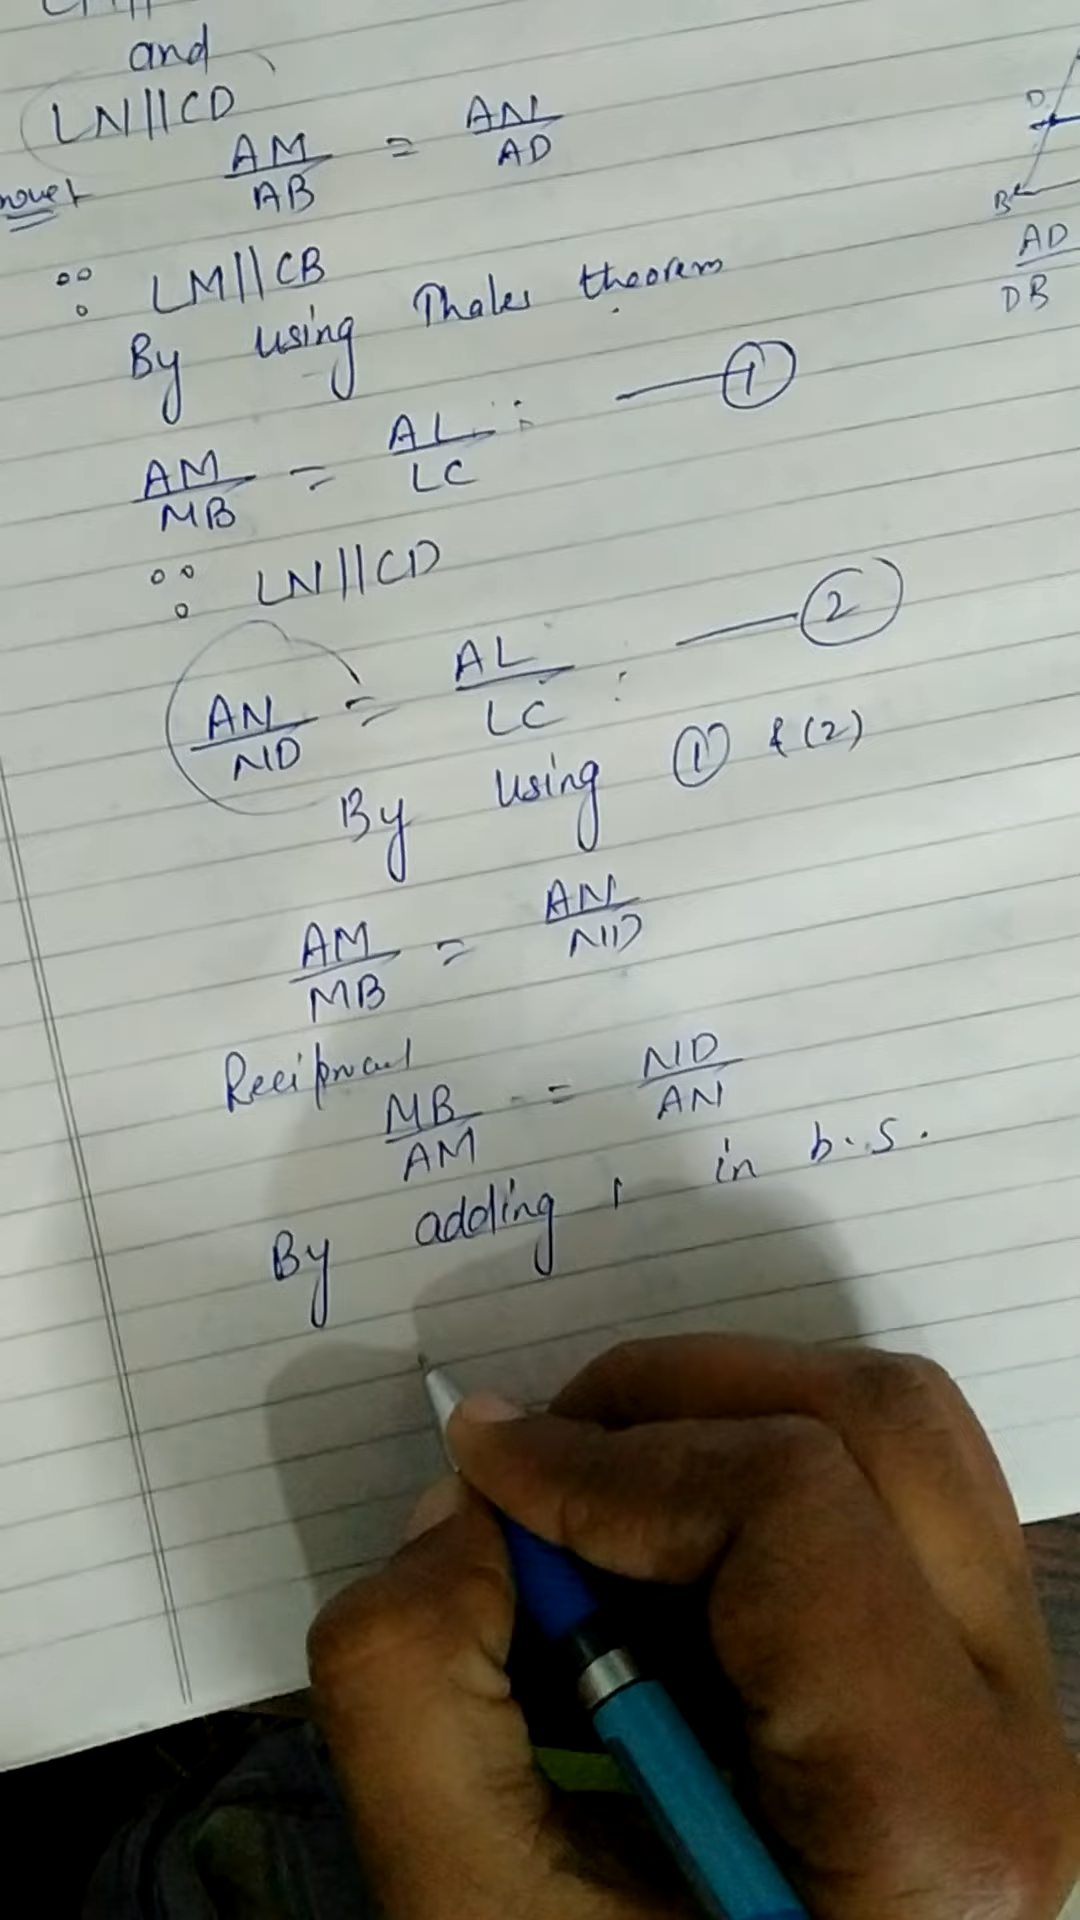 and
LN||CD
AM/AB = AN/AD
∵ LM||CB
By using Thales theorem
AM/MB = AL/LC —①
∵ LN||CD
AN/ND = AL/LC —②
By using ① & (2)
AM/MB = AN/ND
Reciprocal
MB/AM = ND/AN
By adding 1 in b.s.
D
B
AD
DB